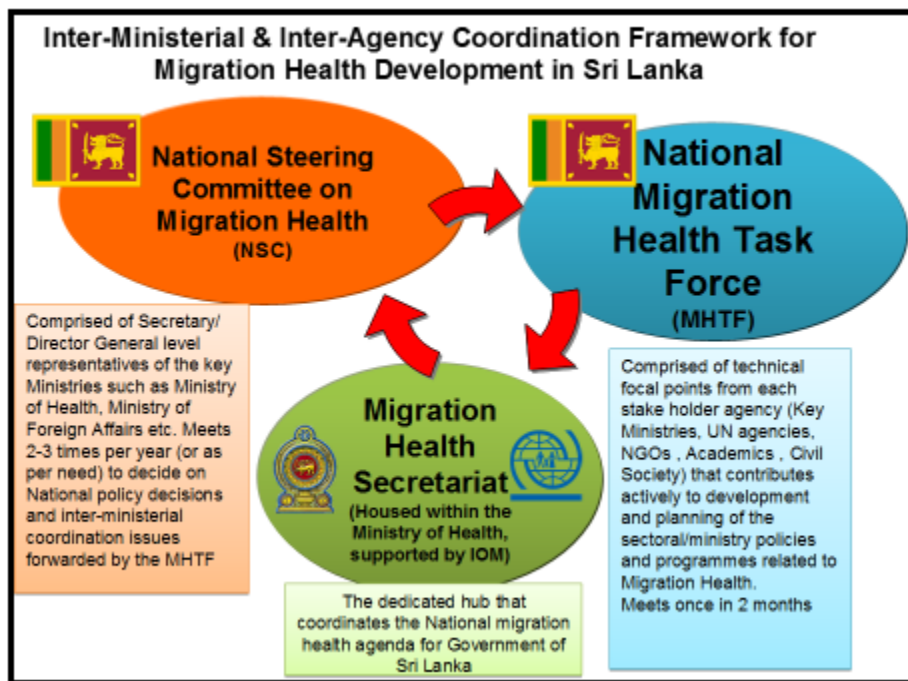 Inter-Ministerial & Inter-Agency Coordination Framework for
Migration Health Development in Sri Lanka
National Steering
Committee on
Migration Health
(NSC)
National
Migration
Health Task
Force
(MHTF)
Comprised of Secretary/
Director General level
representatives of the key
Ministries such as Ministry
of Health, Ministry of
Foreign Affairs etc. Meets
2-3 times per year (or as
per need) to decide on
National policy decisions
and inter-ministerial
coordination issues
forwarded by the MHTF
Migration
Health
Secretariat
(Housed within the
Ministry of Health,
supported by IOM)
Comprised of technical
focal points from each
stake holder agency (Key
Ministries, UN agencies,
NGOs , Academics , Civil
Society) that contributes
actively to development
and planning of the
sectoral/ministry policies
and programmes related to
Migration Health.
Meets once in 2 months
The dedicated hub that
coordinates the National migration
health agenda for Government of
Sri Lanka